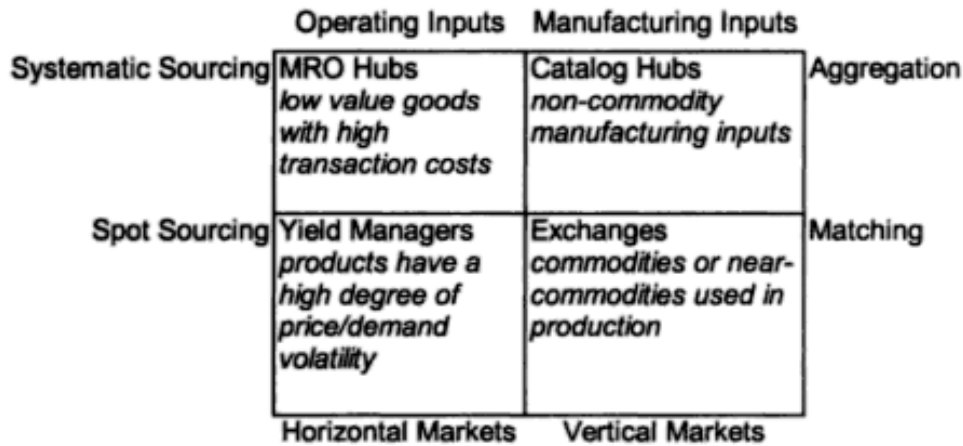 Operating Inputs Manufacturing Inputs
Systematic Sourcing MRO Hubs Catalog Hubs Aggregation
low value goods non-commodity
with high manufacturing inputs
transaction costs
Spot Sourcing Yield Managers Exchanges Matching
products have a commodities or near-
high degree of commodities used in
price/demand production
volatility
Horizontal Markets Vertical Markets